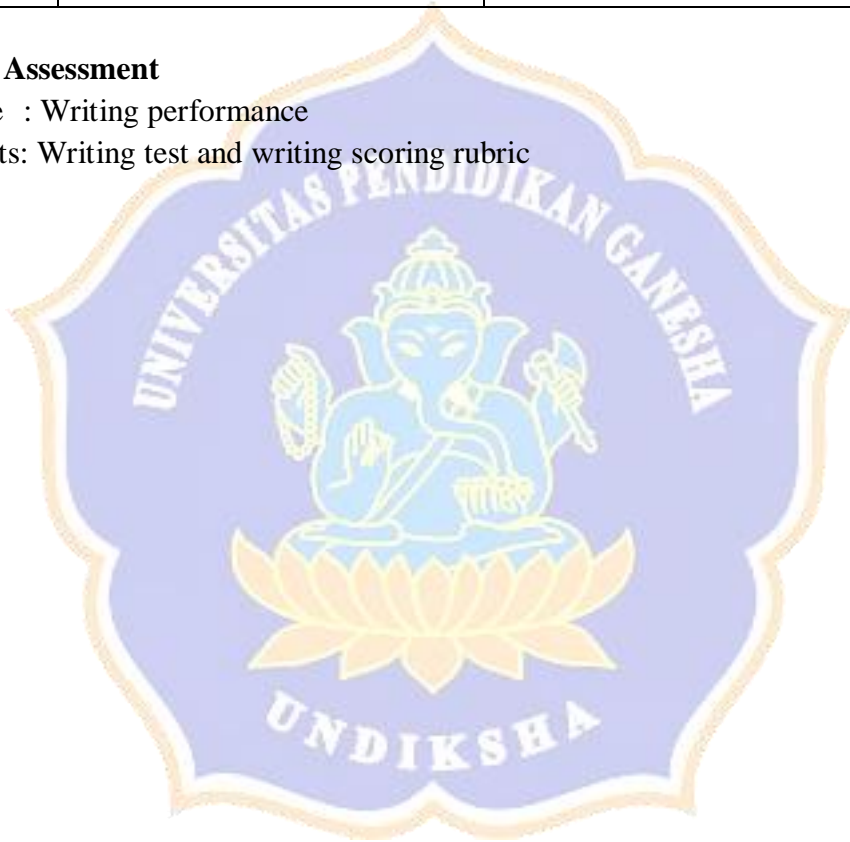 Assessment
e : Writing performance
ts: Writing test and writing scoring rubric
UNIVERSITAS PENDIDIKAN GANESHA
UNDIKSHA